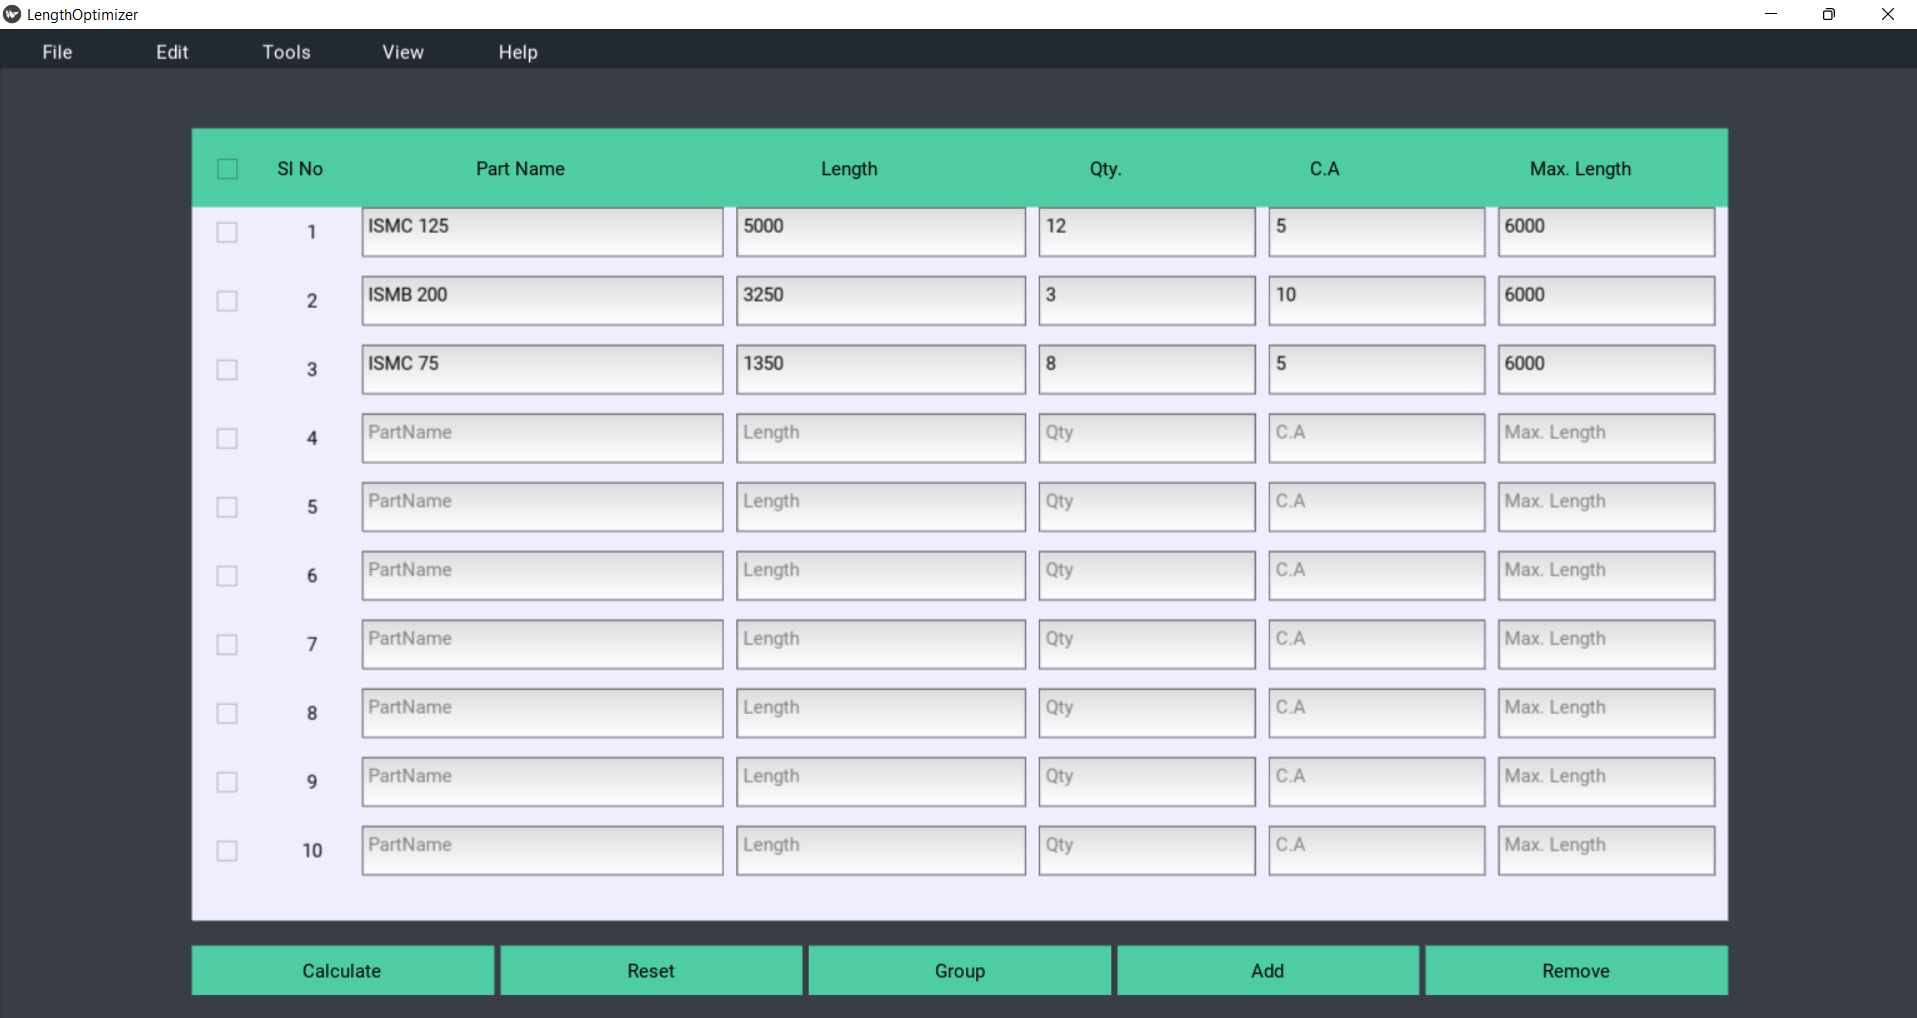 LengthOptimizer
File Edit Tools View Help
Sl No Part Name Length Qty. C.A Max. Length
1 ISMC 125 5000 12 5 6000
2 ISMB 200 3250 3 10 6000
3 ISMC 75 1350 8 5 6000
4 PartName Length Qty C.A Max. Length
5 PartName Length Qty C.A Max. Length
6 PartName Length Qty C.A Max. Length
7 PartName Length Qty C.A Max. Length
8 PartName Length Qty C.A Max. Length
9 PartName Length Qty C.A Max. Length
10 PartName Length Qty C.A Max. Length
Calculate Reset Group Add Remove